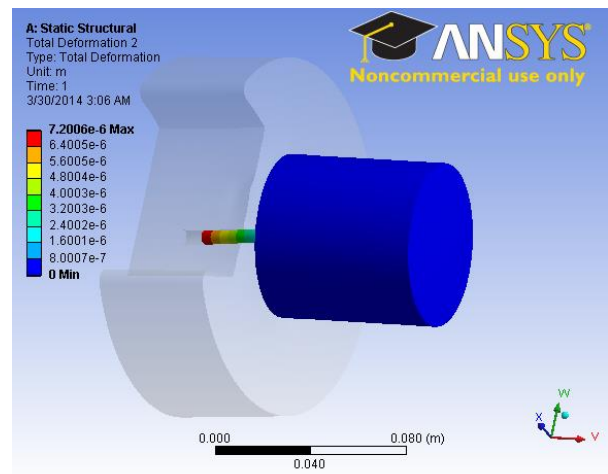 A: Static Structural
Total Deformation 2
Type: Total Deformation
Unit: m
Time: 1
3/30/2014 3:06 AM
7.2006e-6 Max
6.4005e-6
5.6005e-6
4.8004e-6
4.0003e-6
3.2003e-6
2.4002e-6
1.6001e-6
8.0007e-7
0 Min
ANSYS
Noncommercial use only
0.000
0.080 (m)
0.040
W
X
V